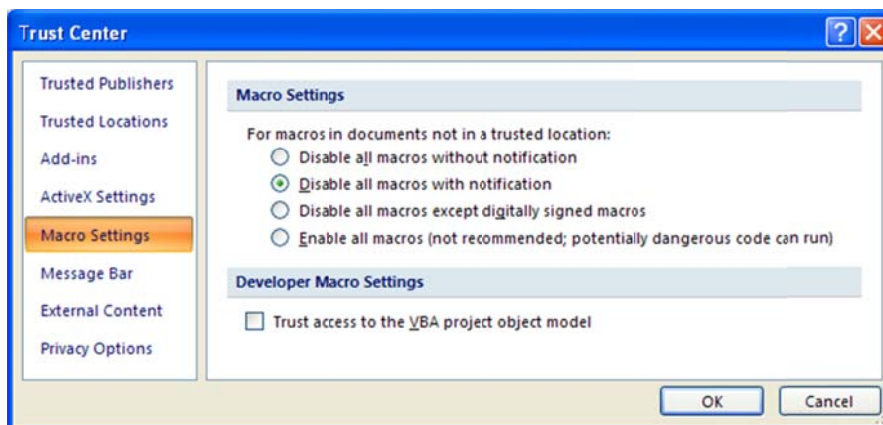 Trust Center
Trusted Publishers
Trusted Locations
Add-ins
ActiveX Settings
Macro Settings
Message Bar
External Content
Privacy Options
Macro Settings
For macros in documents not in a trusted location:
Disable all macros without notification
Disable all macros with notification
Disable all macros except digitally signed macros
Enable all macros (not recommended; potentially dangerous code can run)
Developer Macro Settings
Trust access to the VBA project object model
OK
Cancel